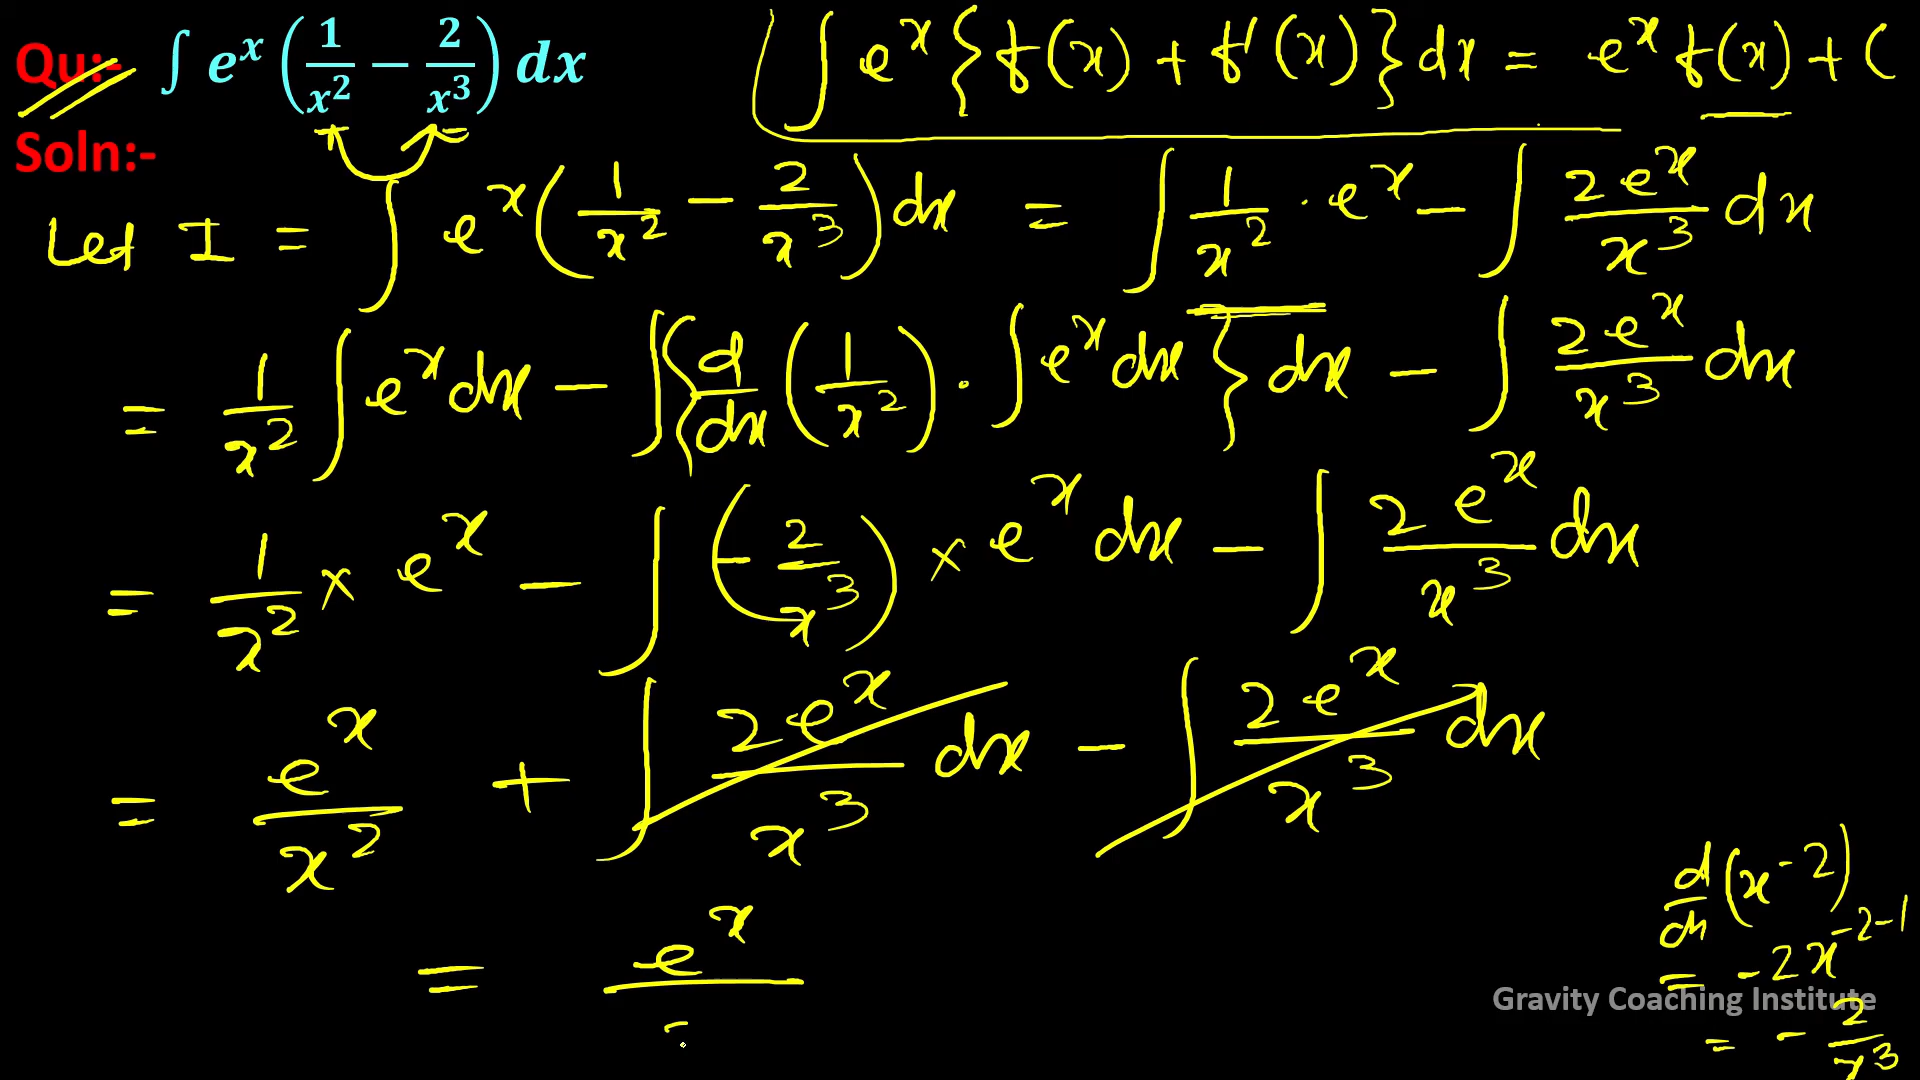 Qu:- ∫ eˣ (1/x² − 2/x³) dx
∫ eˣ {f(x) + f'(x)} dx = eˣ f(x) + C
Soln:-
Let I = ∫ eˣ (1/x² − 2/x³) dx = ∫ 1/x² · eˣ − ∫ 2eˣ/x³ dx
= 1/x² ∫ eˣ dx − ∫ {d/dx (1/x²) · ∫ eˣ dx} dx − ∫ 2eˣ/x³ dx
= 1/x² × eˣ − ∫ (−2/x³) × eˣ dx − ∫ 2eˣ/x³ dx
= eˣ/x² + ∫ 2eˣ/x³ dx − ∫ 2eˣ/x³ dx
= eˣ/
d/dx (x⁻²)
= −2x⁻²⁻¹
= −2/x³
Gravity Coaching Institute